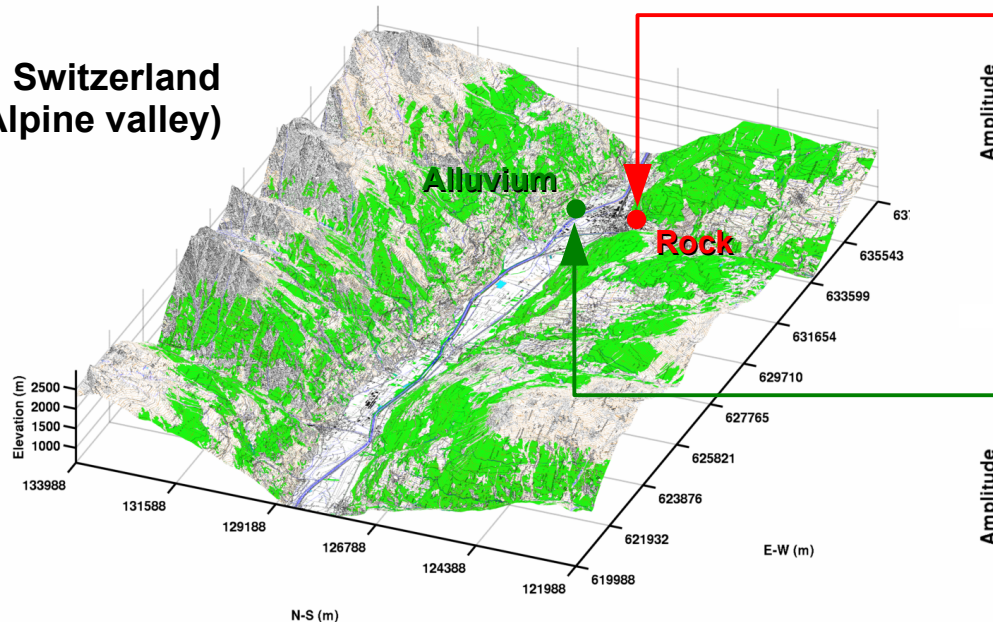 Switzerland
Alpine valley)
Amplitude
Alluvium
Rock
637
635543
633599
631654
629710
627765
625821
623876
621932
619988
E-W (m)
Elevation (m)
2500
2000
1500
1000
133988
131588
129188
126788
124388
121988
N-S (m)
Amplitude